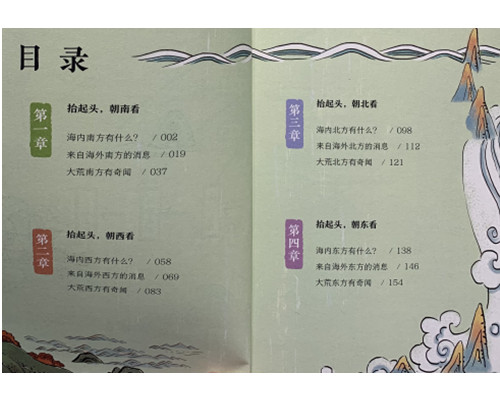 目录
第一章
抬起头，朝南看
海内南方有什么？ / 002
来自海外南方的消息 / 019
大荒南方有奇闻 / 037
第二章
抬起头，朝西看
海内西方有什么？ / 058
来自海外西方的消息 / 069
大荒西方有奇闻 / 083
第三章
抬起头，朝北看
海内北方有什么？ / 098
来自海外北方的消息 / 112
大荒北方有奇闻 / 121
第四章
抬起头，朝东看
海内东方有什么？ / 138
来自海外东方的消息 / 146
大荒东方有奇闻 / 154